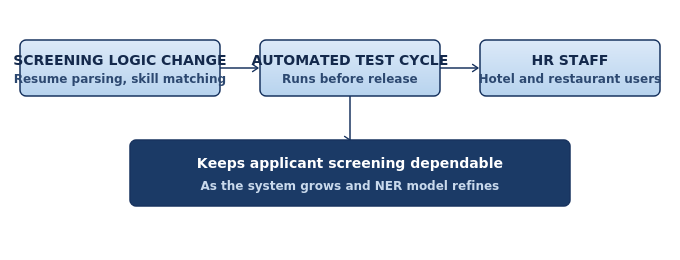 SCREENING LOGIC CHANGE
Resume parsing, skill matching
AUTOMATED TEST CYCLE
Runs before release
HR STAFF
Hotel and restaurant users
Keeps applicant screening dependable
As the system grows and NER model refines